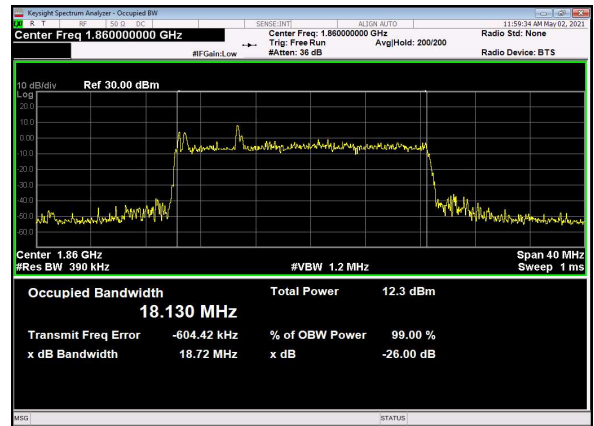 Keysight Spectrum Analyzer - Occupied BW
LXI R T RF 50 Ω DC SENSE:INT ALIGN AUTO 11:59:34 AM May 02, 2021
Center Freq 1.860000000 GHz Center Freq: 1.860000000 GHz Radio Std: None
Trig: Free Run Avg|Hold: 200/200
#IFGain:Low #Atten: 36 dB Radio Device: BTS
10 dB/div Ref 30.00 dBm
Log
20.0
10.0
0.00
-10.0
-20.0
-30.0
-40.0
-50.0
-60.0
Center 1.86 GHz Span 40 MHz
#Res BW 390 kHz #VBW 1.2 MHz Sweep 1 ms
Occupied Bandwidth Total Power 12.3 dBm
18.130 MHz
Transmit Freq Error -604.42 kHz % of OBW Power 99.00 %
x dB Bandwidth 18.72 MHz x dB -26.00 dB
MSG STATUS